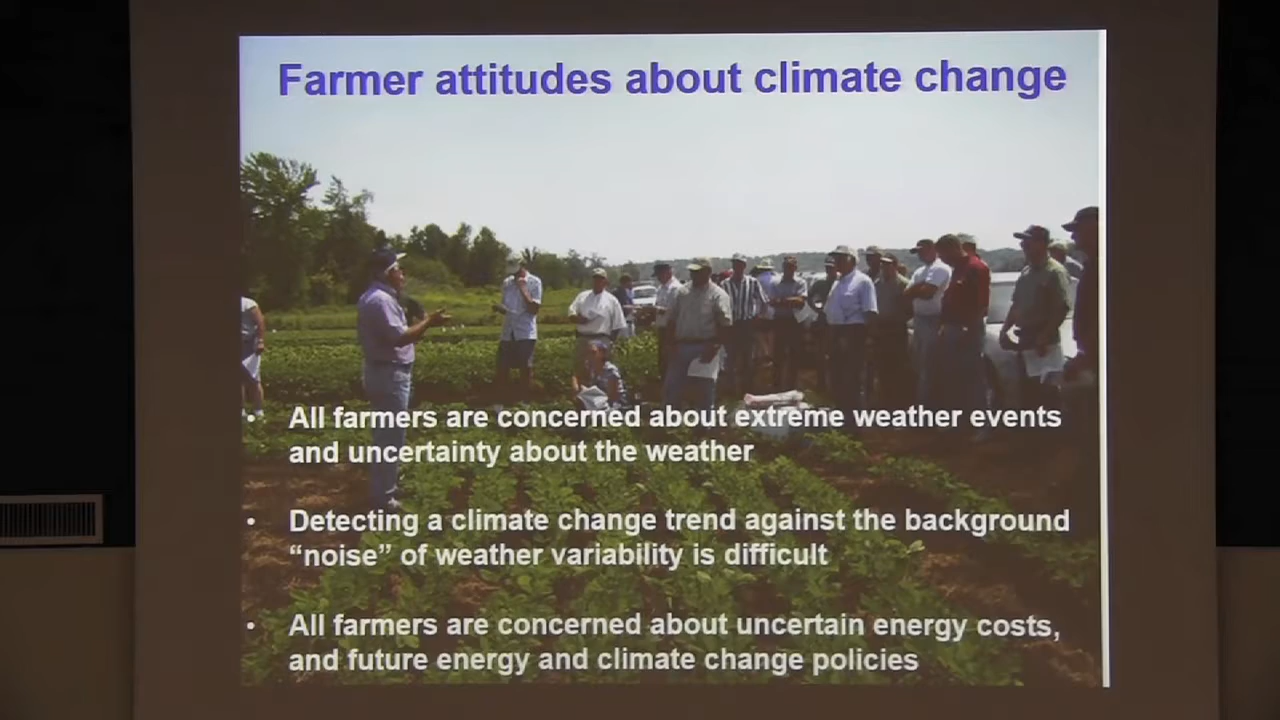 Farmer attitudes about climate change
• All farmers are concerned about extreme weather events
and uncertainty about the weather
• Detecting a climate change trend against the background
“noise” of weather variability is difficult
• All farmers are concerned about uncertain energy costs,
and future energy and climate change policies